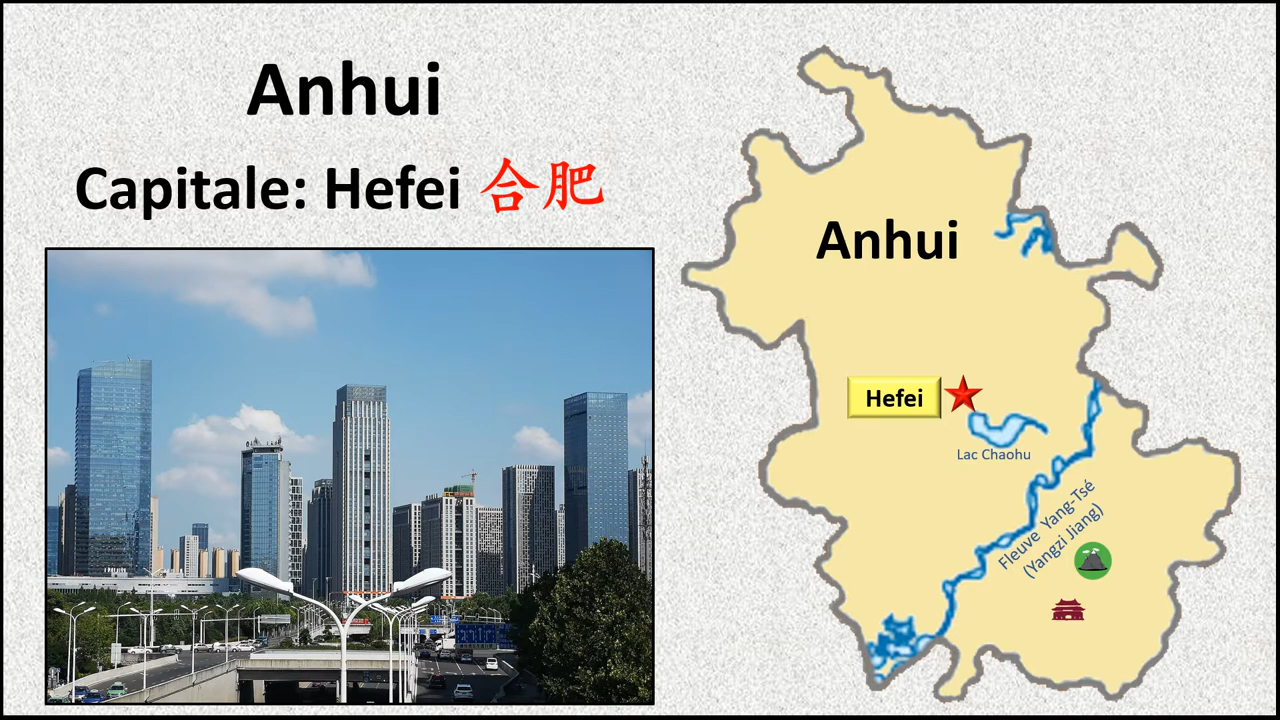 Anhui
Capitale: Hefei 合肥
Anhui
Hefei
Lac Chaohu
Fleuve Yang-Tsé
(Yangzi Jiang)